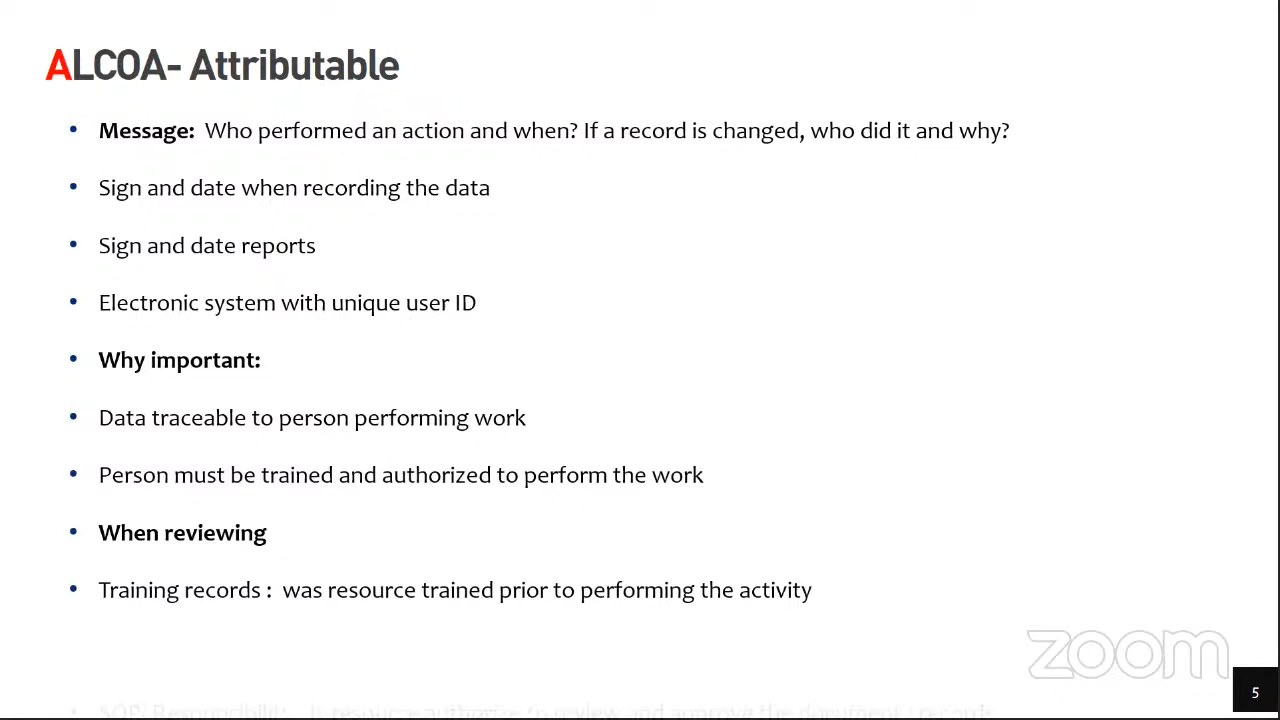 ALCOA- Attributable
• Message: Who performed an action and when? If a record is changed, who did it and why?
• Sign and date when recording the data
• Sign and date reports
• Electronic system with unique user ID
• Why important:
• Data traceable to person performing work
• Person must be trained and authorized to perform the work
• When reviewing
• Training records : was resource trained prior to performing the activity
zoom
5